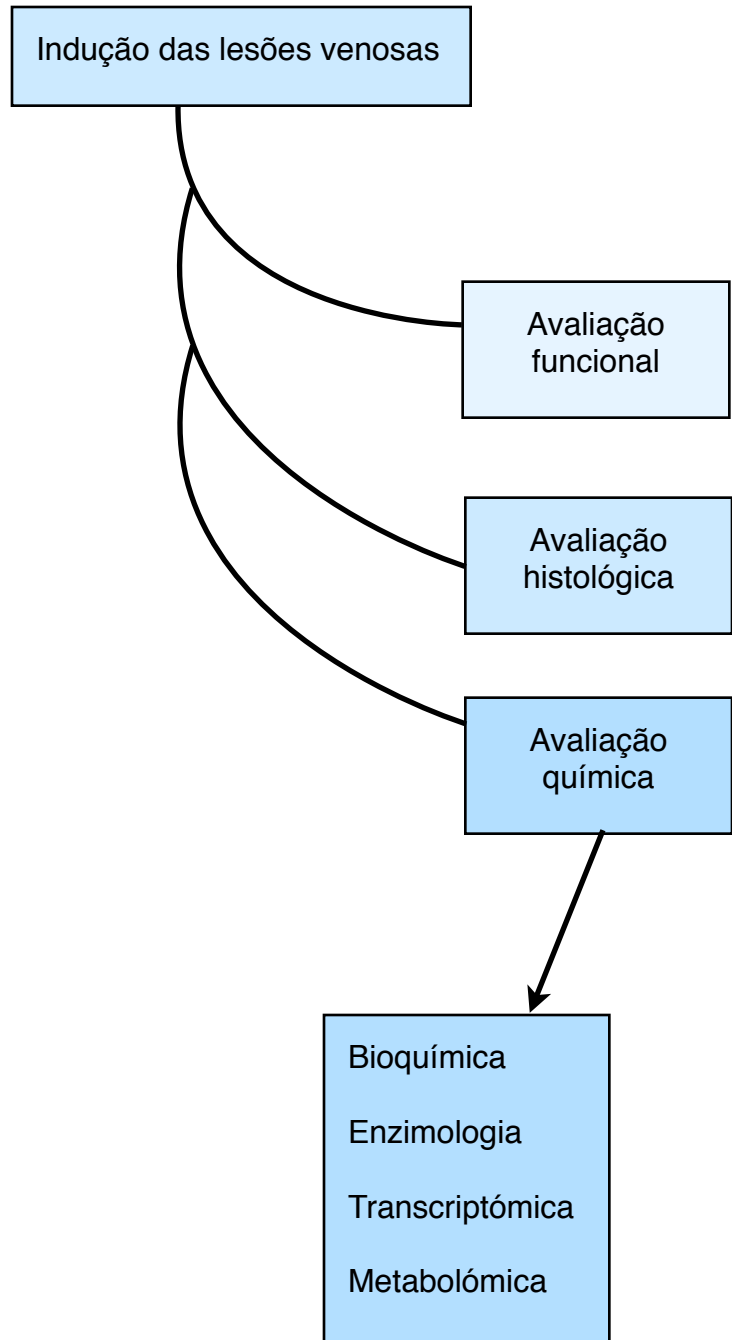 Indução das lesões venosas
Avaliação
funcional
Avaliação
histológica
Avaliação
química
Bioquímica
Enzimologia
Transcriptómica
Metabolómica